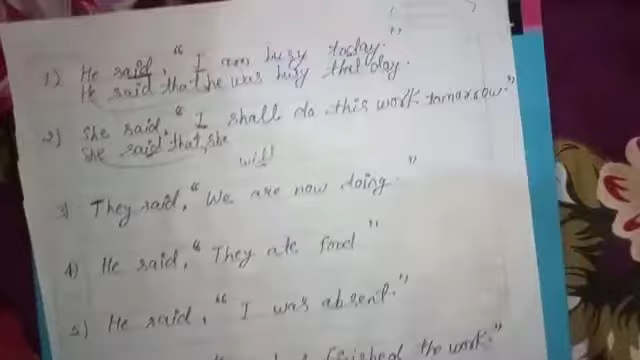 1) He said, "I am busy today."
He said that he was busy that day.
2) She said, "I shall do this work tomarrow."
She said that, she
will
3) They said, "We are now doing."
4) He said, "They ate food"
5) He said, "I was absent."
finished the work."